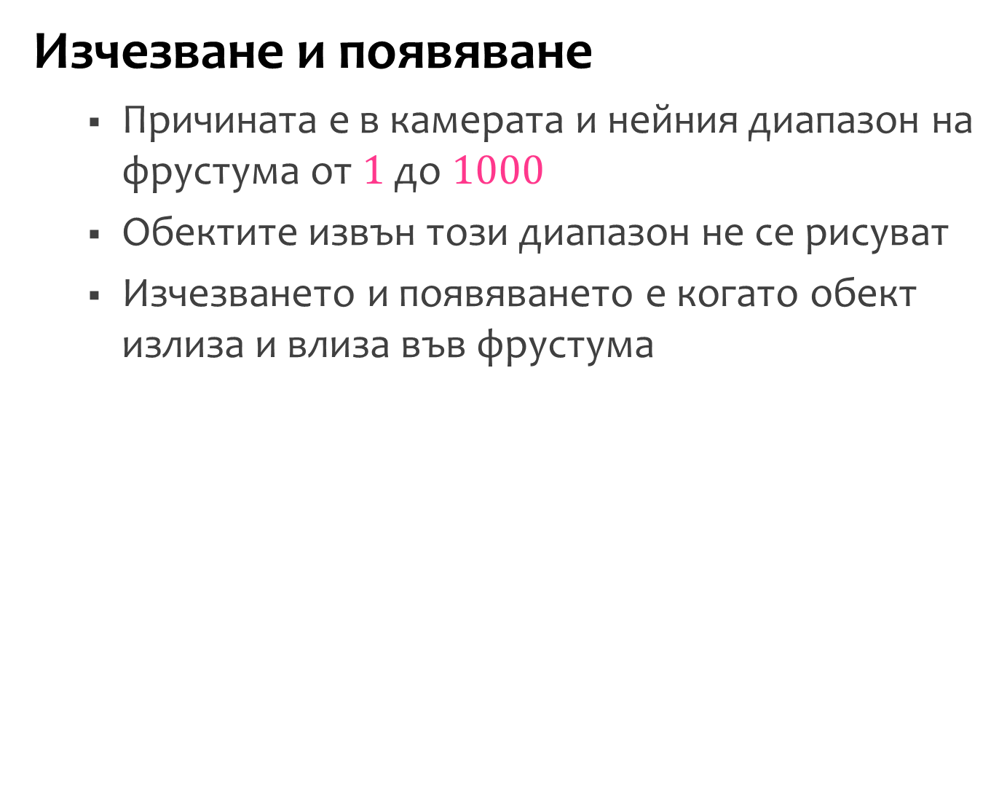 Изчезване и появяване
▪ Причината е в камерата и нейния диапазон на
фрустума от 1 до 1000
▪ Обектите извън този диапазон не се рисуват
▪ Изчезването и появяването е когато обект
излиза и влиза във фрустума